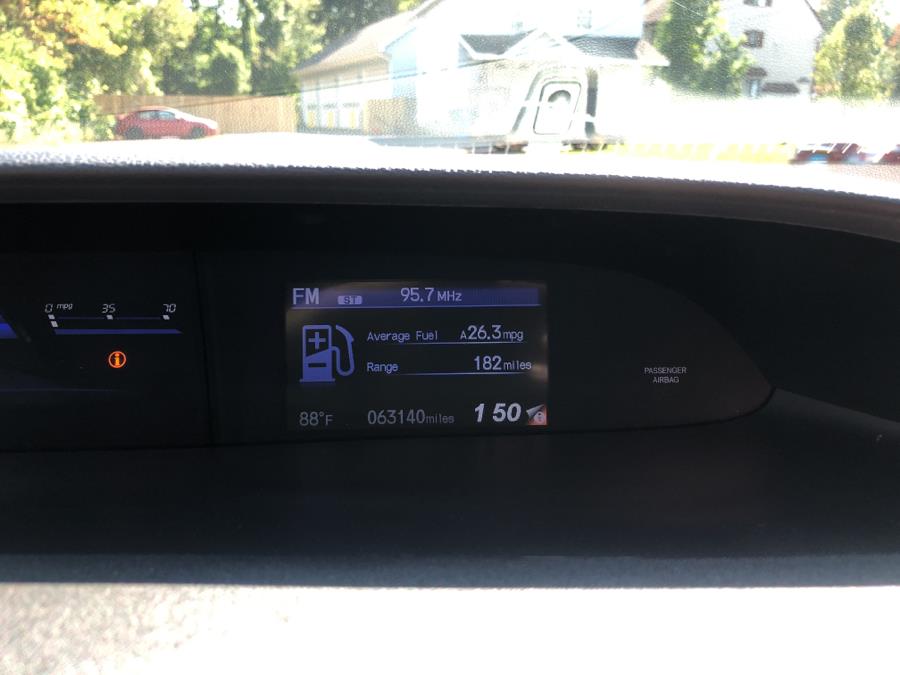 FM ST 95.7 MHz
0 mpg 35 70
Average Fuel A26.3 mpg
Range 182 miles
PASSENGER
AIRBAG
88°F 063140 miles 1 50